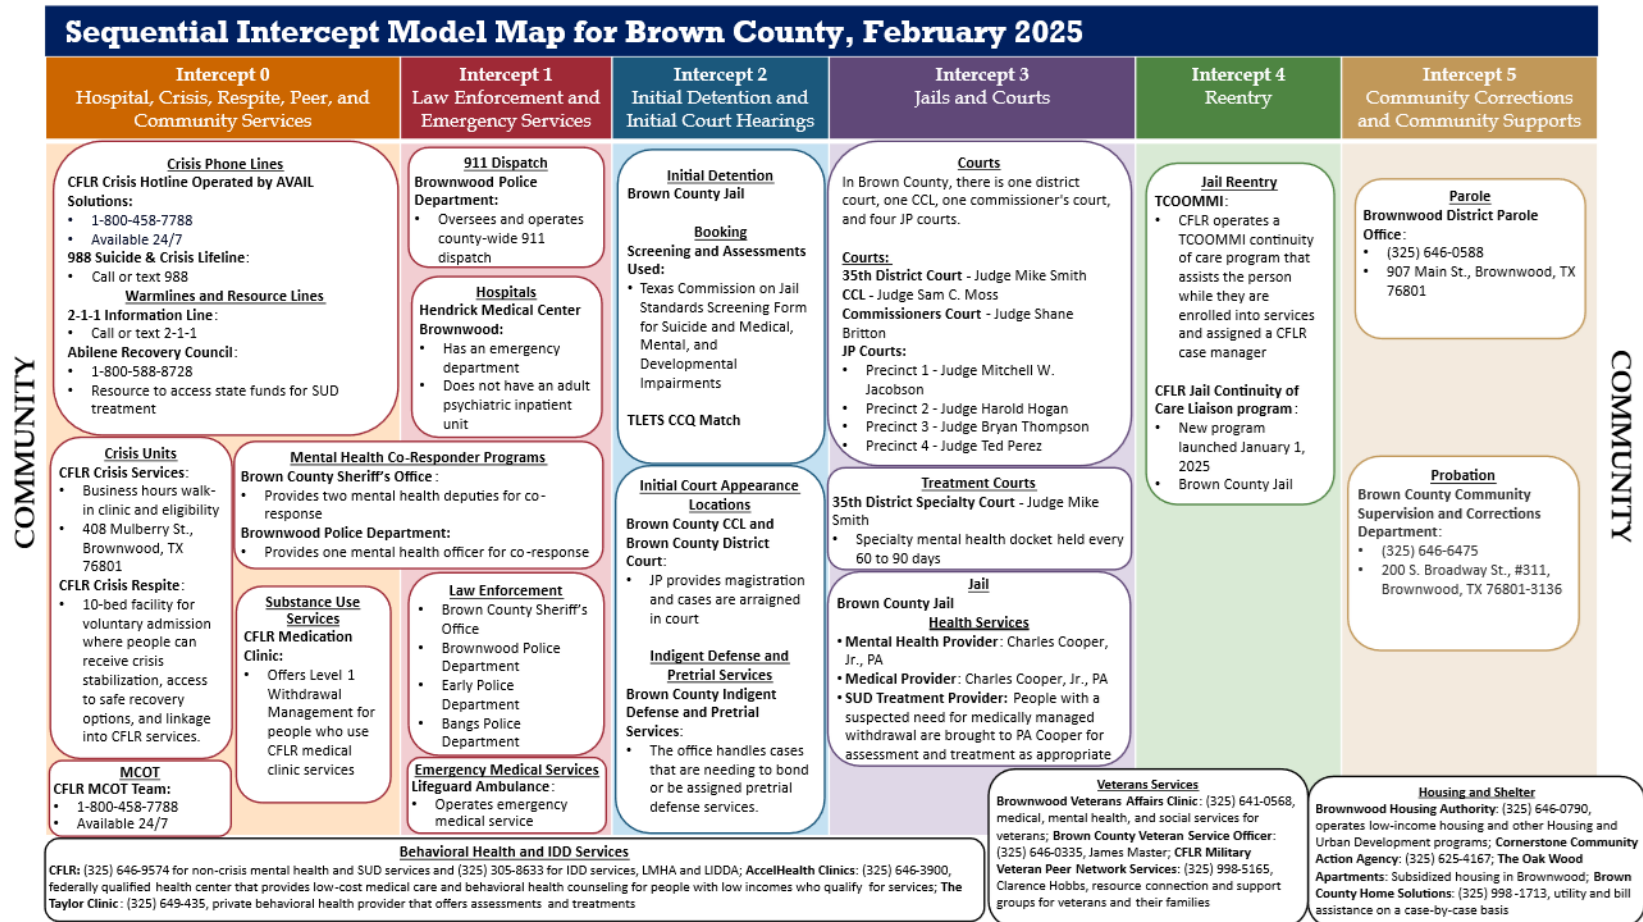 Sequential Intercept Model Map for Brown County, February 2025
Intercept 0
Hospital, Crisis, Respite, Peer, and
Community Services
Intercept 1
Law Enforcement and
Emergency Services
Intercept 2
Initial Detention and
Initial Court Hearings
Intercept 3
Jails and Courts
Intercept 4
Reentry
Intercept 5
Community Corrections
and Community Supports
COMMUNITY
Crisis Phone Lines
CFLR Crisis Hotline Operated by AVAIL
Solutions:
• 1-800-458-7788
• Available 24/7
988 Suicide & Crisis Lifeline:
• Call or text 988
Warmlines and Resource Lines
2-1-1 Information Line:
• Call or text 2-1-1
Abilene Recovery Council:
• 1-800-588-8728
• Resource to access state funds for SUD
treatment
Crisis Units
CFLR Crisis Services:
• Business hours walk-
in clinic and eligibility
• 408 Mulberry St.,
Brownwood, TX
76801
CFLR Crisis Respite:
• 10-bed facility for
voluntary admission
where people can
receive crisis
stabilization, access
to safe recovery
options, and linkage
into CFLR services.
MCOT
CFLR MCOT Team:
• 1-800-458-7788
• Available 24/7
Mental Health Co-Responder Programs
Brown County Sheriff's Office:
• Provides two mental health deputies for co-
response
Brownwood Police Department:
• Provides one mental health officer for co-response
Substance Use
Services
CFLR Medication
Clinic:
• Offers Level 1
Withdrawal
Management for
people who use
CFLR medical
clinic services
911 Dispatch
Brownwood Police
Department:
• Oversees and operates
county-wide 911
dispatch
Hospitals
Hendrick Medical Center
Brownwood:
• Has an emergency
department
• Does not have an adult
psychiatric inpatient
unit
Law Enforcement
• Brown County Sheriff's
Office
• Brownwood Police
Department
• Early Police
Department
• Bangs Police
Department
Emergency Medical Services
Lifeguard Ambulance:
• Operates emergency
medical service
Initial Detention
Brown County Jail
Booking
Screening and Assessments
Used:
• Texas Commission on Jail
Standards Screening Form
for Suicide and Medical,
Mental, and
Developmental
Impairments
TLETS CCQ Match
Initial Court Appearance
Locations
Brown County CCL and
Brown County District
Court:
• JP provides magistration
and cases are arraigned
in court
Indigent Defense and
Pretrial Services
Brown County Indigent
Defense and Pretrial
Services:
• The office handles cases
that are needing to bond
or be assigned pretrial
defense services.
Courts
In Brown County, there is one district
court, one CCL, one commissioner's court,
and four JP courts.
Courts:
35th District Court - Judge Mike Smith
CCL - Judge Sam C. Moss
Commissioners Court - Judge Shane
Britton
JP Courts:
• Precinct 1 - Judge Mitchell W.
Jacobson
• Precinct 2 - Judge Harold Hogan
• Precinct 3 - Judge Bryan Thompson
• Precinct 4 - Judge Ted Perez
Treatment Courts
35th District Specialty Court - Judge Mike
Smith
• Specialty mental health docket held every
60 to 90 days
Jail
Brown County Jail
Health Services
• Mental Health Provider: Charles Cooper,
Jr., PA
• Medical Provider: Charles Cooper, Jr., PA
• SUD Treatment Provider: People with a
suspected need for medically managed
withdrawal are brought to PA Cooper for
assessment and treatment as appropriate
Jail Reentry
TCOOMMI:
• CFLR operates a
TCOOMMI continuity
of care program that
assists the person
while they are
enrolled into services
and assigned a CFLR
case manager
CFLR Jail Continuity of
Care Liaison program:
• New program
launched January 1,
2025
• Brown County Jail
Parole
Brownwood District Parole
Office:
• (325) 646-0588
• 907 Main St., Brownwood, TX
76801
Probation
Brown County Community
Supervision and Corrections
Department:
• (325) 646-6475
• 200 S. Broadway St., #311,
Brownwood, TX 76801-3136
COMMUNITY
Behavioral Health and IDD Services
CFLR: (325) 646-9574 for non-crisis mental health and SUD services and (325) 305-8633 for IDD services, LMHA and LIDDA; AccelHealth Clinics: (325) 646-3900,
federally qualified health center that provides low-cost medical care and behavioral health counseling for people with low incomes who qualify for services; The
Taylor Clinic: (325) 649-435, private behavioral health provider that offers assessments and treatments
Veterans Services
Brownwood Veterans Affairs Clinic: (325) 641-0568,
medical, mental health, and social services for
veterans; Brown County Veteran Service Officer:
(325) 646-0335, James Master; CFLR Military
Veteran Peer Network Services: (325) 998-5165,
Clarence Hobbs, resource connection and support
groups for veterans and their families
Housing and Shelter
Brownwood Housing Authority: (325) 646-0790,
operates low-income housing and other Housing and
Urban Development programs; Cornerstone Community
Action Agency: (325) 625-4167; The Oak Wood
Apartments: Subsidized housing in Brownwood; Brown
County Home Solutions: (325) 998-1713, utility and bill
assistance on a case-by-case basis